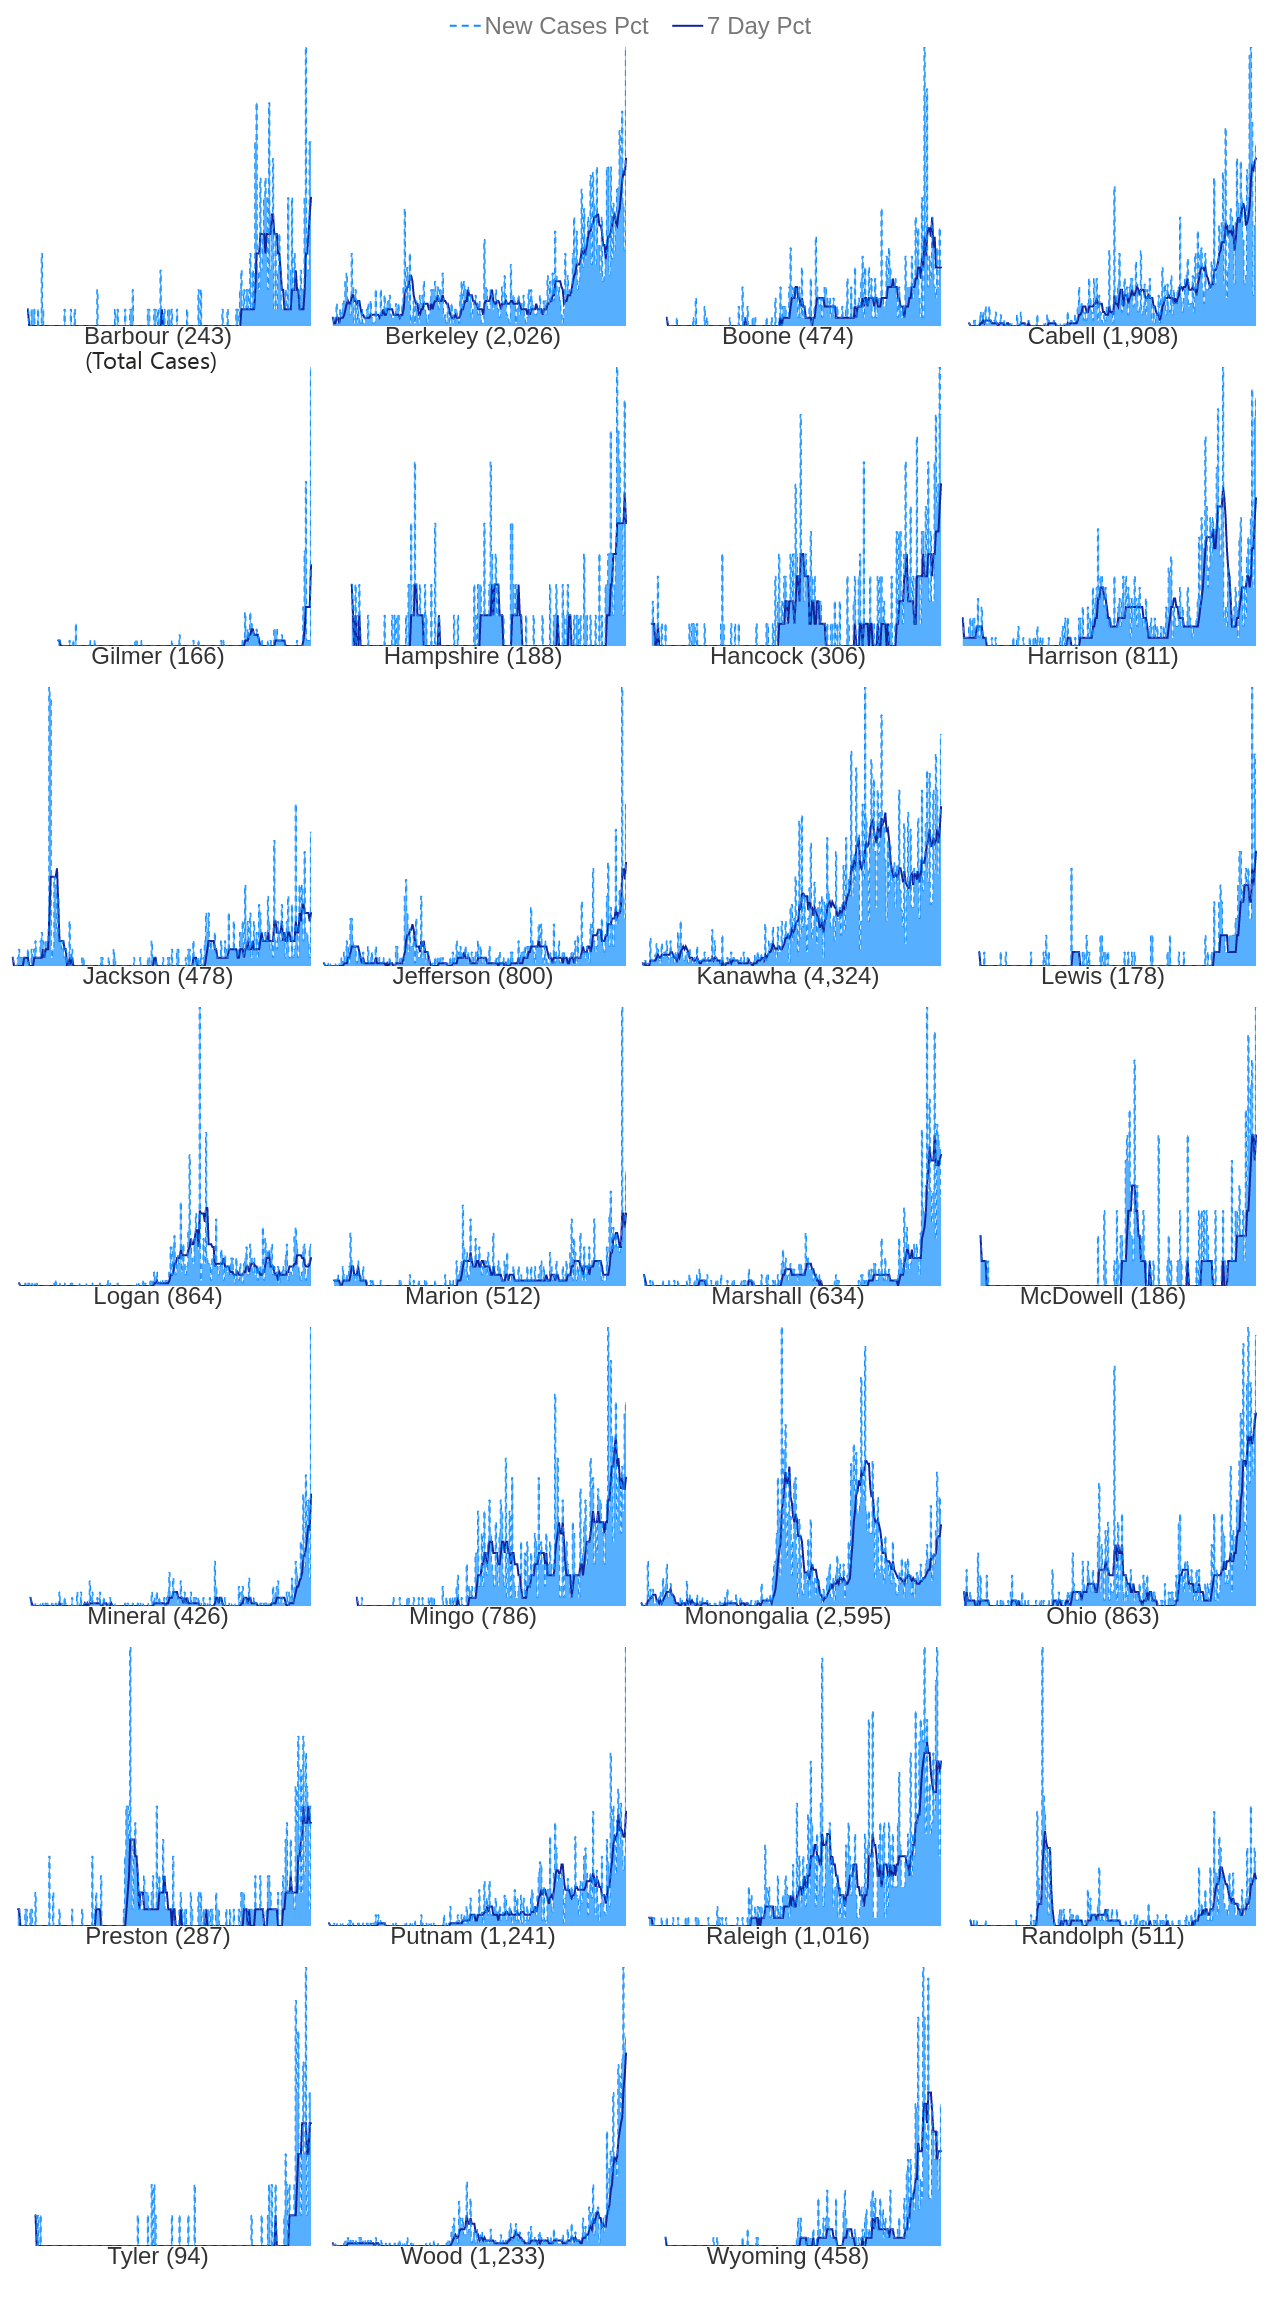 New Cases Pct 7 Day Pct
Barbour (243) Berkeley (2,026) Boone (474) Cabell (1,908)
(Total Cases)
Gilmer (166) Hampshire (188) Hancock (306) Harrison (811)
Jackson (478) Jefferson (800) Kanawha (4,324) Lewis (178)
Logan (864) Marion (512) Marshall (634) McDowell (186)
Mineral (426) Mingo (786) Monongalia (2,595) Ohio (863)
Preston (287) Putnam (1,241) Raleigh (1,016) Randolph (511)
Tyler (94) Wood (1,233) Wyoming (458)